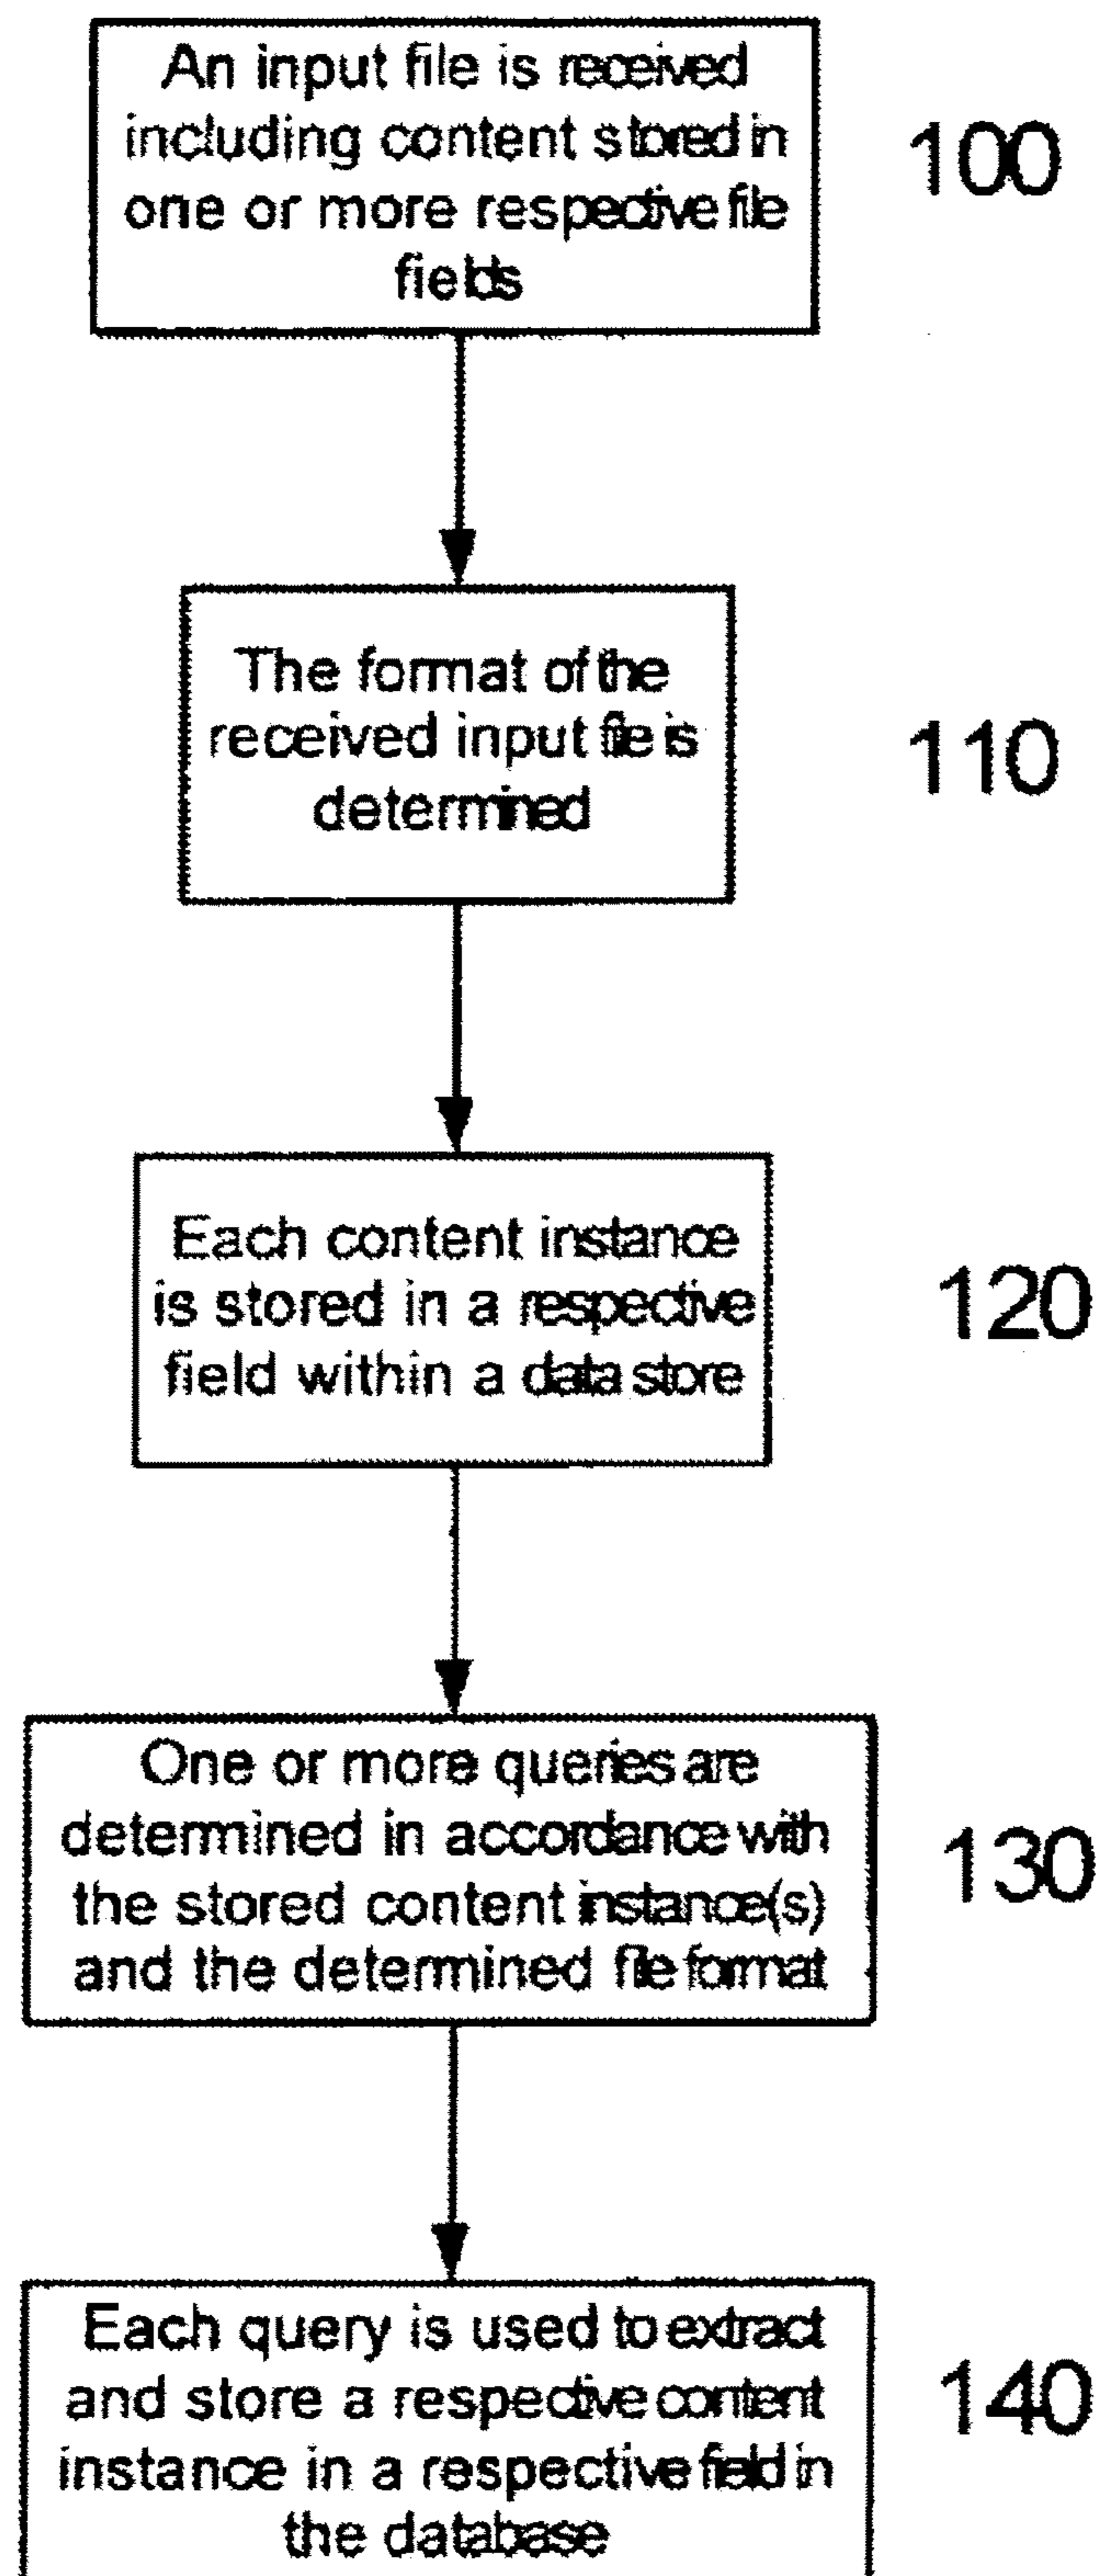 An input file is received
including content stored in
one or more respective file
fields
100
The format of the
received input file is
determined
110
Each content instance
is stored in a respective
field within a data store
120
One or more queries are
determined in accordance with
the stored content instance(s)
and the determined file format
130
Each query is used to extract
and store a respective content
instance in a respective field in
the database
140